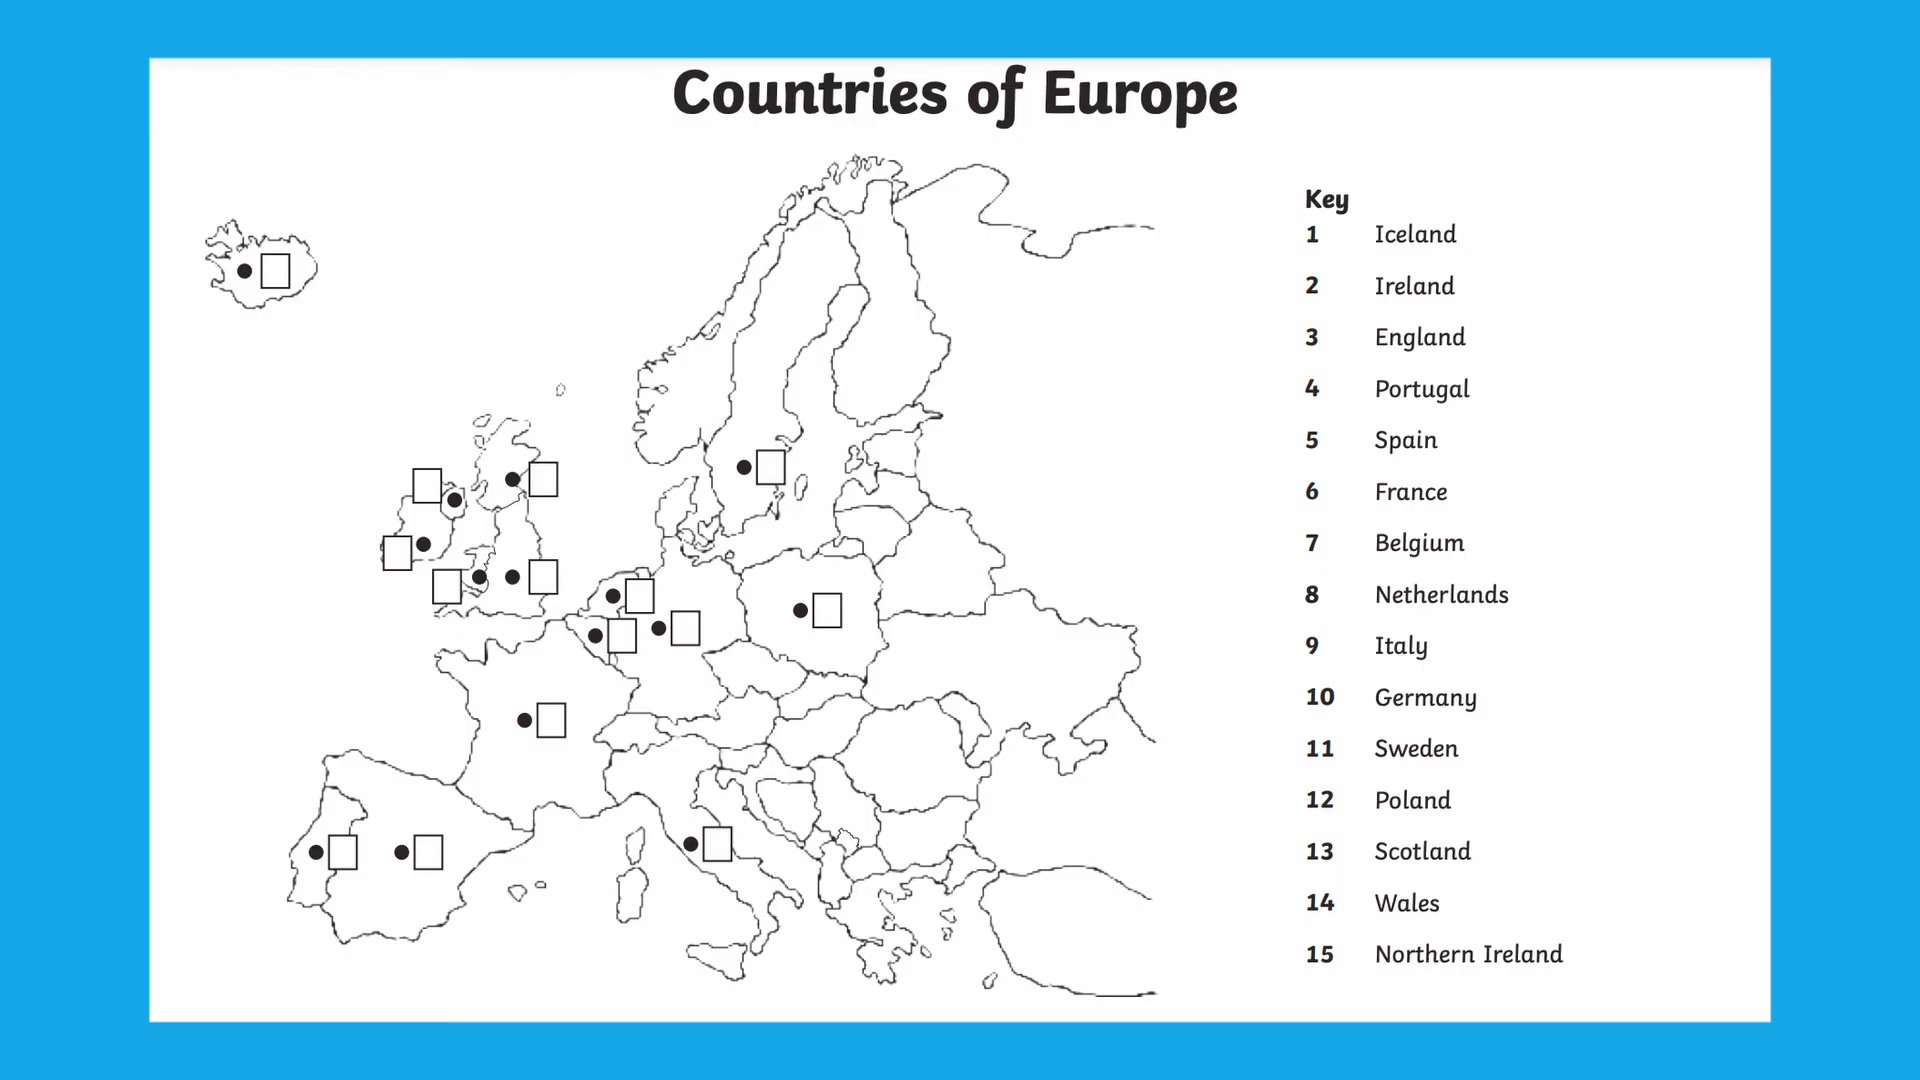 Countries of Europe
Key
1 Iceland
2 Ireland
3 England
4 Portugal
5 Spain
6 France
7 Belgium
8 Netherlands
9 Italy
10 Germany
11 Sweden
12 Poland
13 Scotland
14 Wales
15 Northern Ireland